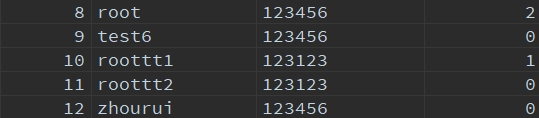 8 root 123456 2
9 test6 123456 0
10 roottt1 123123 1
11 roottt2 123123 0
12 zhourui 123456 0